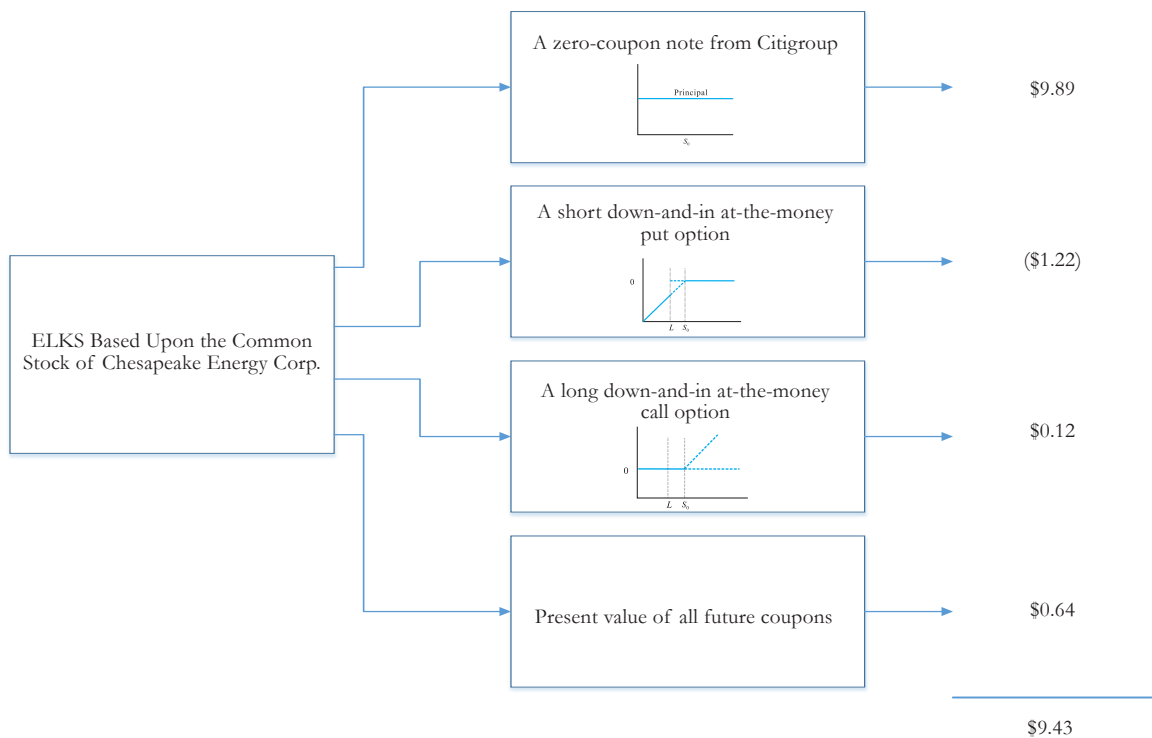 A zero-coupon note from Citigroup
Principal
S₀
$9.89
A short down-and-in at-the-money
put option
0
L S₀
($1.22)
ELKS Based Upon the Common
Stock of Chesapeake Energy Corp.
A long down-and-in at-the-money
call option
0
L S₀
$0.12
Present value of all future coupons
$0.64
$9.43